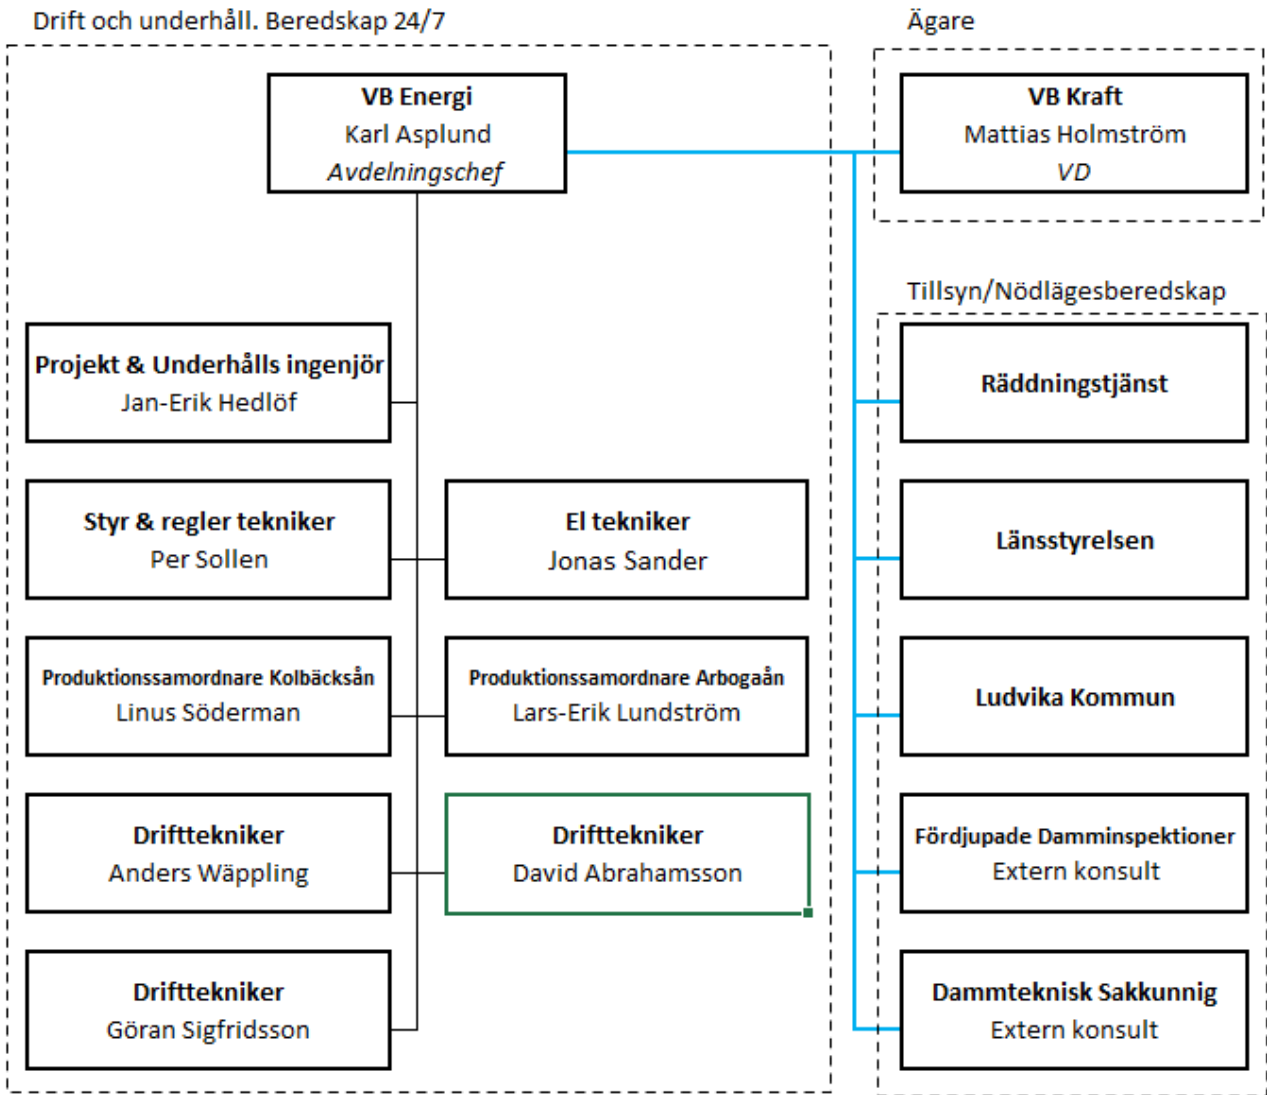 Drift och underhåll. Beredskap 24/7
VB Energi
Karl Asplund
Avdelningschef
Projekt & Underhålls ingenjör
Jan-Erik Hedlöf
Styr & regler tekniker
Per Sollen
El tekniker
Jonas Sander
Produktionssamordnare Kolbäcksån
Linus Söderman
Produktionssamordnare Arbogaån
Lars-Erik Lundström
Drifttekniker
Anders Wäppling
Drifttekniker
David Abrahamsson
Drifttekniker
Göran Sigfridsson
Ägare
VB Kraft
Mattias Holmström
VD
Tillsyn/Nödlägesberedskap
Räddningstjänst
Länsstyrelsen
Ludvika Kommun
Fördjupade Damminspektioner
Extern konsult
Dammteknisk Sakkunnig
Extern konsult